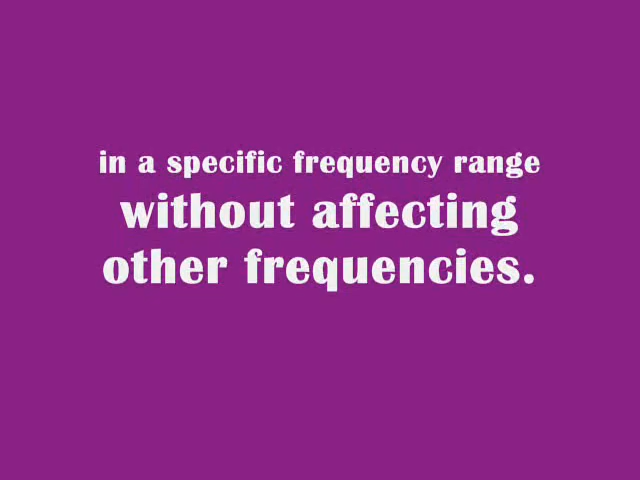 in a specific frequency range
without affecting
other frequencies.